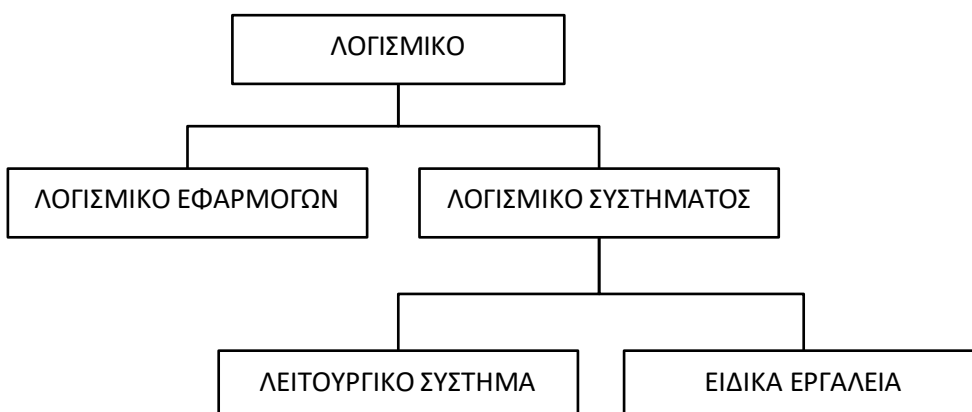 ΛΟΓΙΣΜΙΚΟ
ΛΟΓΙΣΜΙΚΟ ΕΦΑΡΜΟΓΩΝ
ΛΟΓΙΣΜΙΚΟ ΣΥΣΤΗΜΑΤΟΣ
ΛΕΙΤΟΥΡΓΙΚΟ ΣΥΣΤΗΜΑ
ΕΙΔΙΚΑ ΕΡΓΑΛΕΙΑ